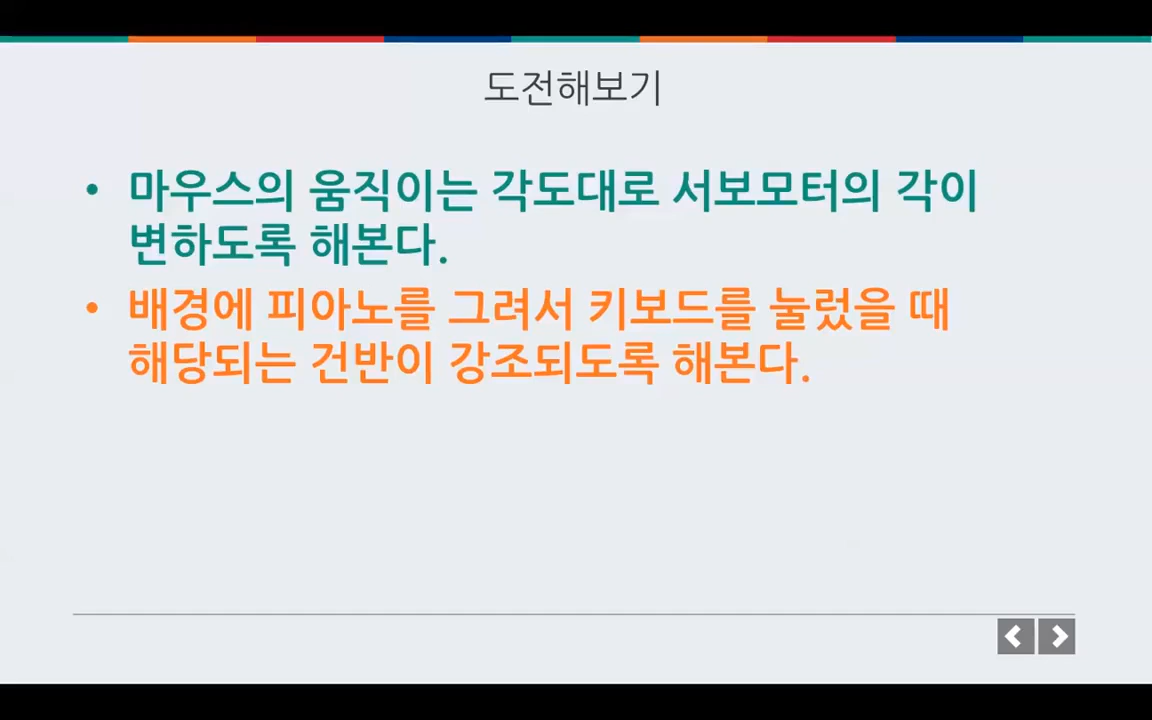 도전해보기
• 마우스의 움직이는 각도대로 서보모터의 각이
변하도록 해본다.
• 배경에 피아노를 그려서 키보드를 눌렀을 때
해당되는 건반이 강조되도록 해본다.